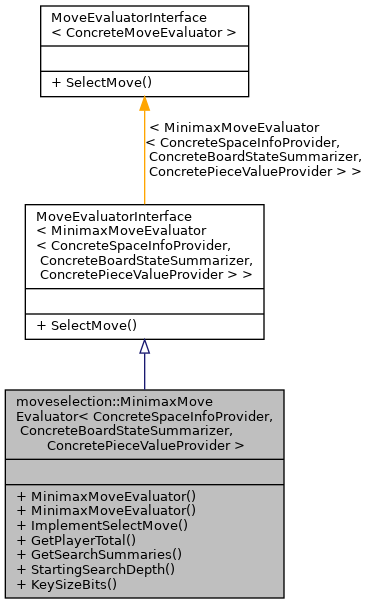 MoveEvaluatorInterface
< ConcreteMoveEvaluator >
+ SelectMove()
< MinimaxMoveEvaluator
< ConcreteSpaceInfoProvider,
ConcreteBoardStateSummarizer,
ConcretePieceValueProvider > >
MoveEvaluatorInterface
< MinimaxMoveEvaluator
< ConcreteSpaceInfoProvider,
ConcreteBoardStateSummarizer,
ConcretePieceValueProvider > >
+ SelectMove()
moveselection::MinimaxMove
Evaluator< ConcreteSpaceInfoProvider,
ConcreteBoardStateSummarizer,
ConcretePieceValueProvider >
+ MinimaxMoveEvaluator()
+ MinimaxMoveEvaluator()
+ ImplementSelectMove()
+ GetPlayerTotal()
+ GetSearchSummaries()
+ StartingSearchDepth()
+ KeySizeBits()